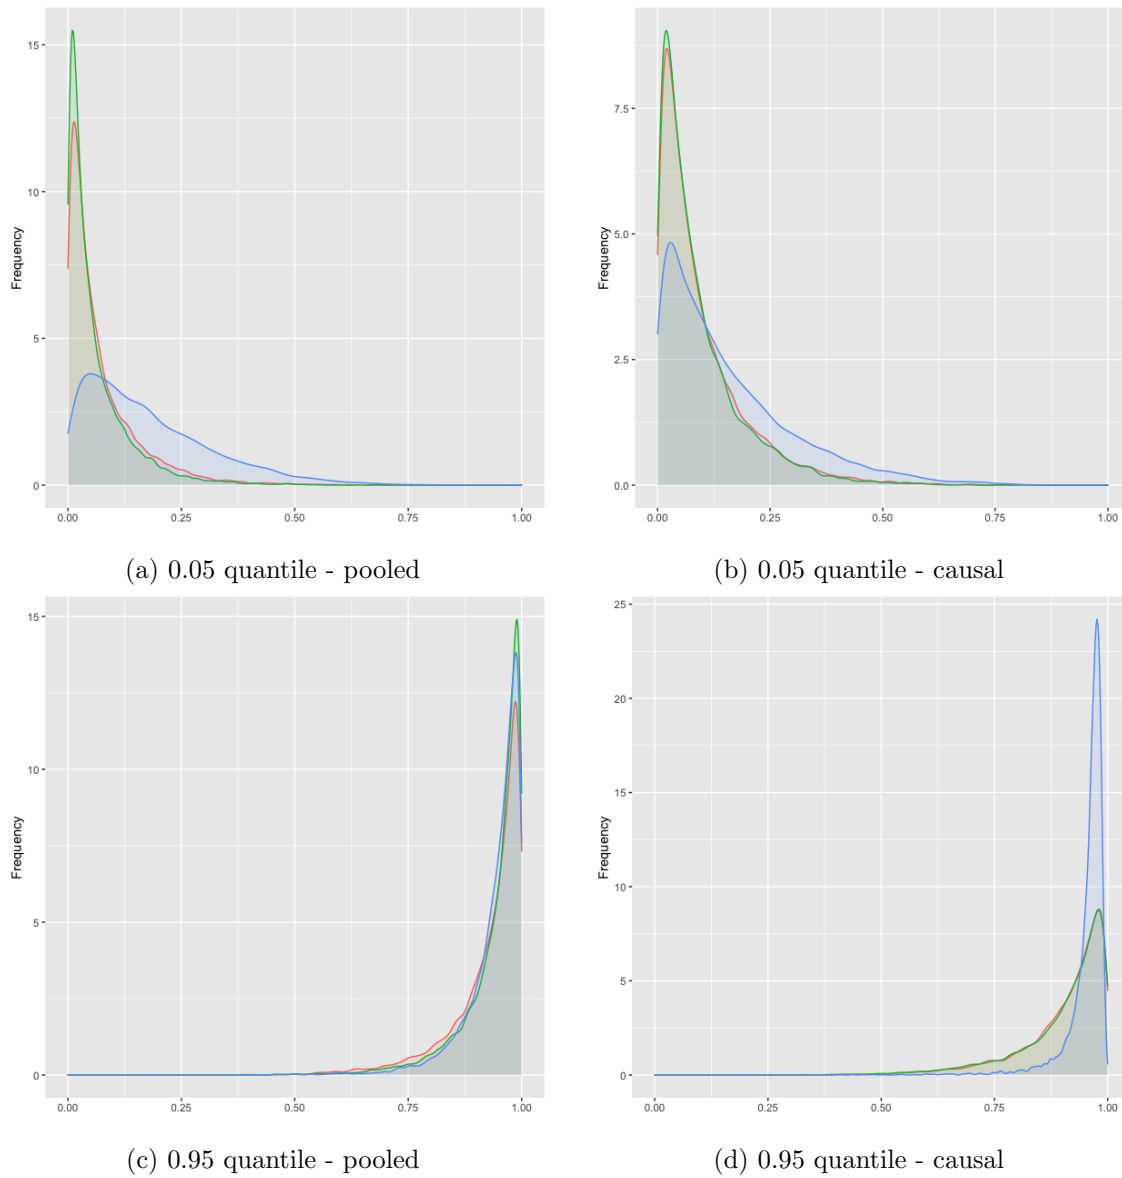 Frequency
15
10
5
0
0.00 0.25 0.50 0.75 1.00
(a) 0.05 quantile - pooled
Frequency
7.5
5.0
2.5
0.0
0.00 0.25 0.50 0.75 1.00
(b) 0.05 quantile - causal
Frequency
15
10
5
0
0.00 0.25 0.50 0.75 1.00
(c) 0.95 quantile - pooled
Frequency
25
20
15
10
5
0
0.00 0.25 0.50 0.75 1.00
(d) 0.95 quantile - causal